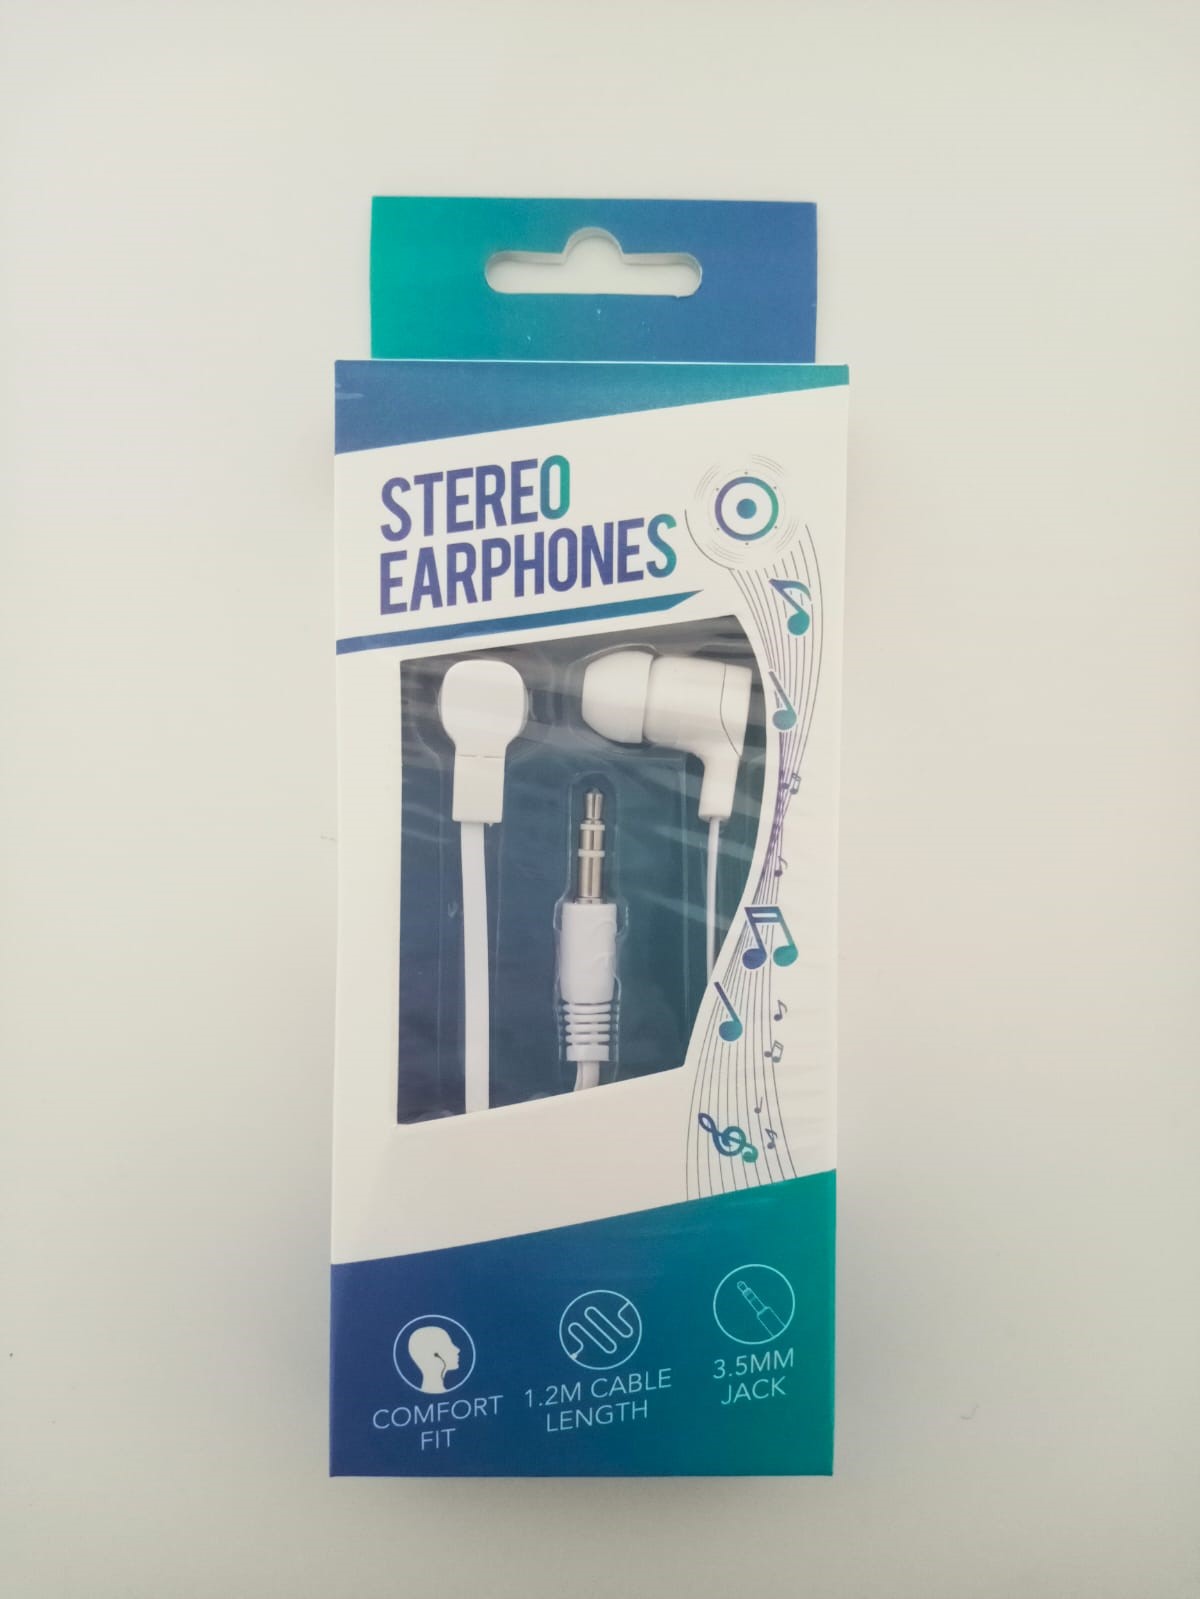 STEREO
EARPHONES
COMFORT
FIT
1.2M CABLE
LENGTH
3.5MM
JACK